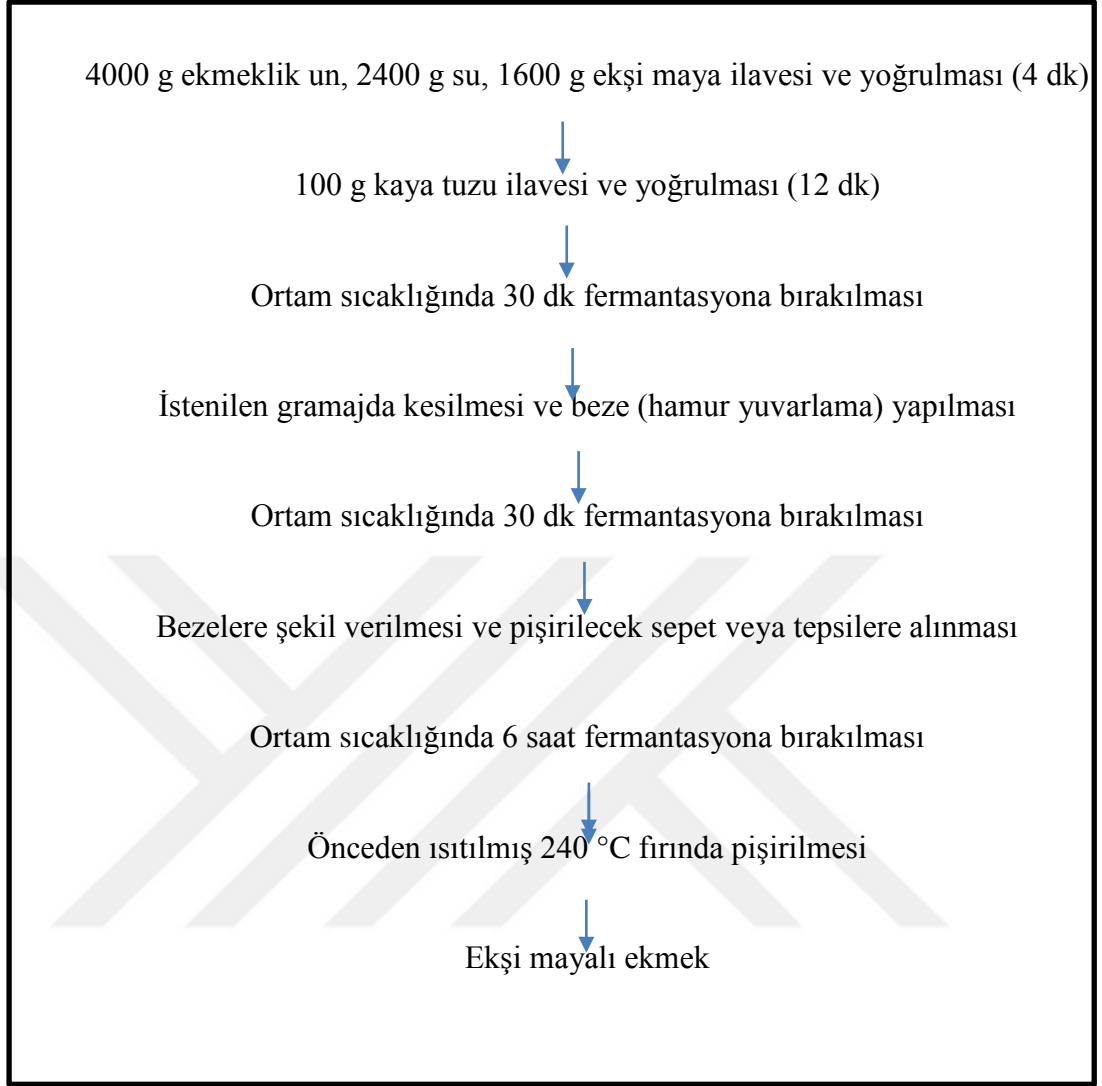 4000 g ekmeklik un, 2400 g su, 1600 g ekşi maya ilavesi ve yoğrulması (4 dk)
100 g kaya tuzu ilavesi ve yoğrulması (12 dk)
Ortam sıcaklığında 30 dk fermantasyona bırakılması
İstenilen gramajda kesilmesi ve beze (hamur yuvarlama) yapılması
Ortam sıcaklığında 30 dk fermantasyona bırakılması
Bezelere şekil verilmesi ve pişirilecek sepet veya tepsilere alınması
Ortam sıcaklığında 6 saat fermantasyona bırakılması
Önceden ısıtılmış 240 °C fırında pişirilmesi
Ekşi mayalı ekmek